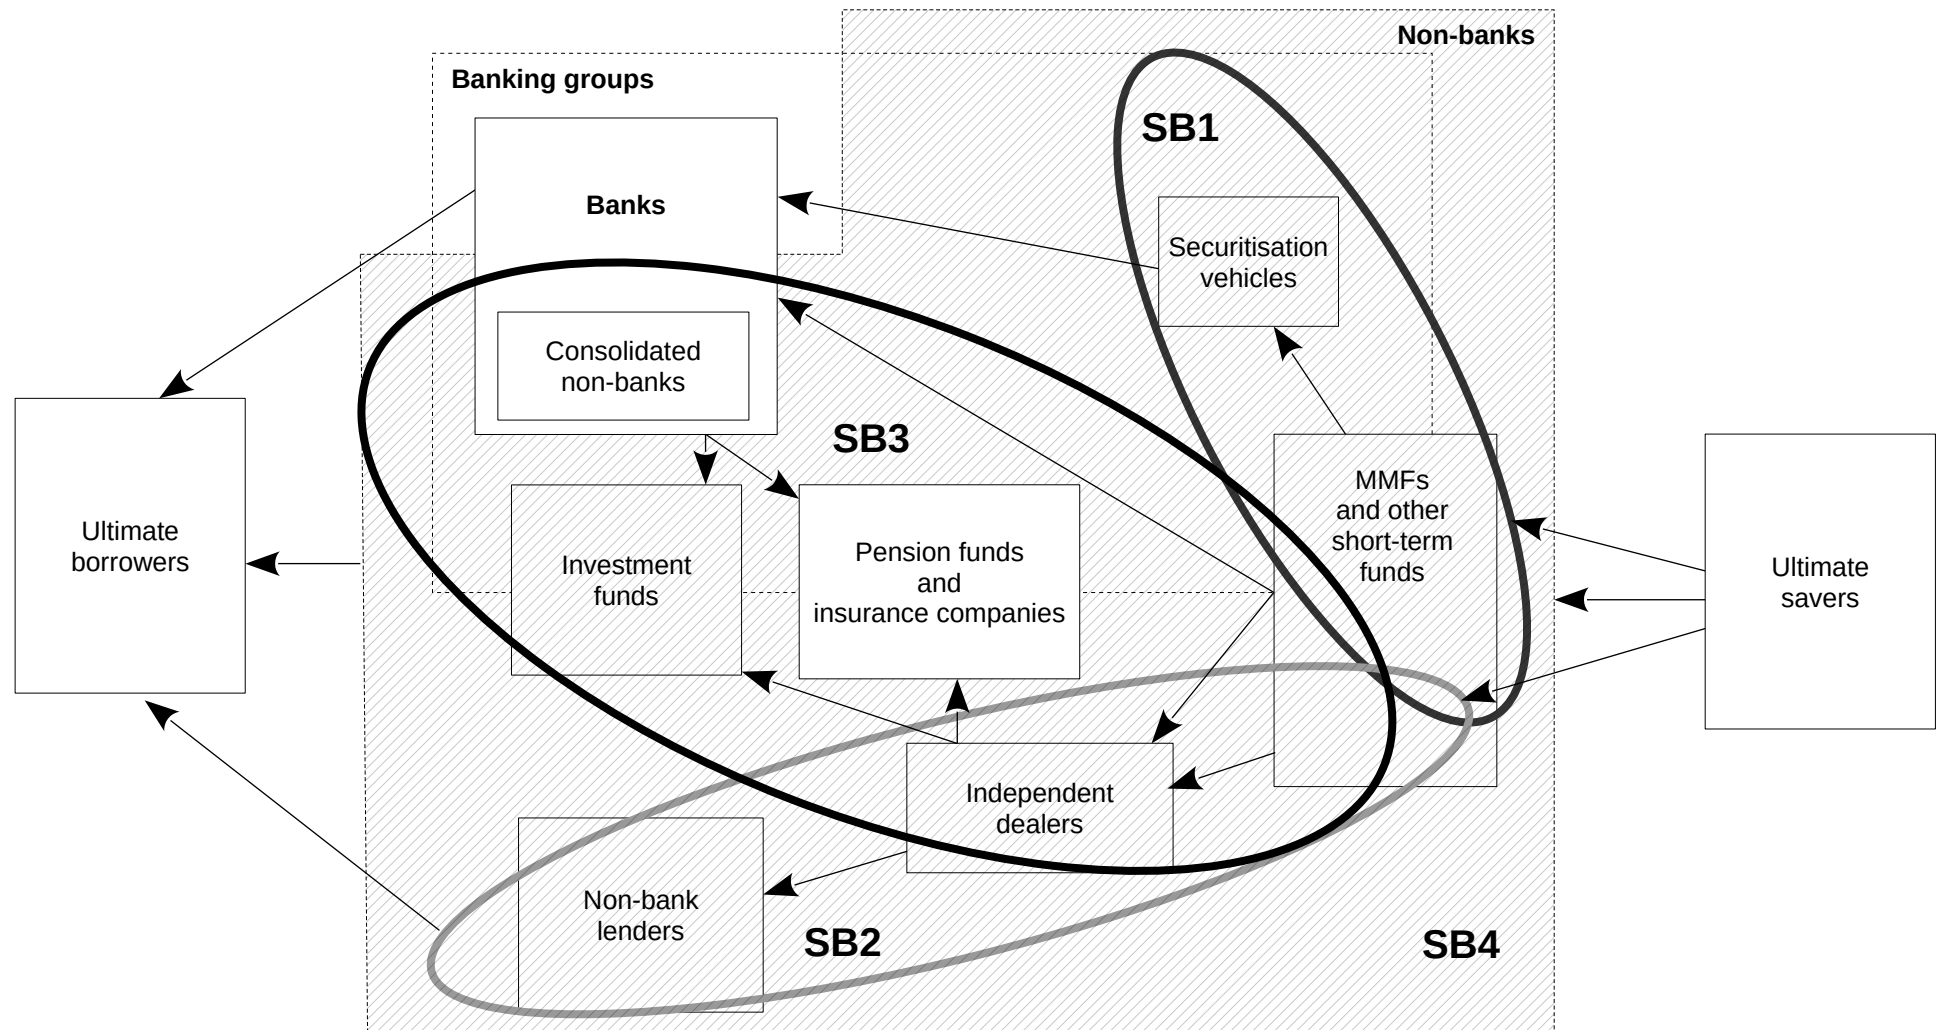 Non-banks
Banking groups
SB1
Banks
Securitisation
vehicles
Consolidated
non-banks
SB3
MMFs
and other
short-term
funds
Ultimate
borrowers
Investment
funds
Pension funds
and
insurance companies
Ultimate
savers
Independent
dealers
Non-bank
lenders
SB2
SB4